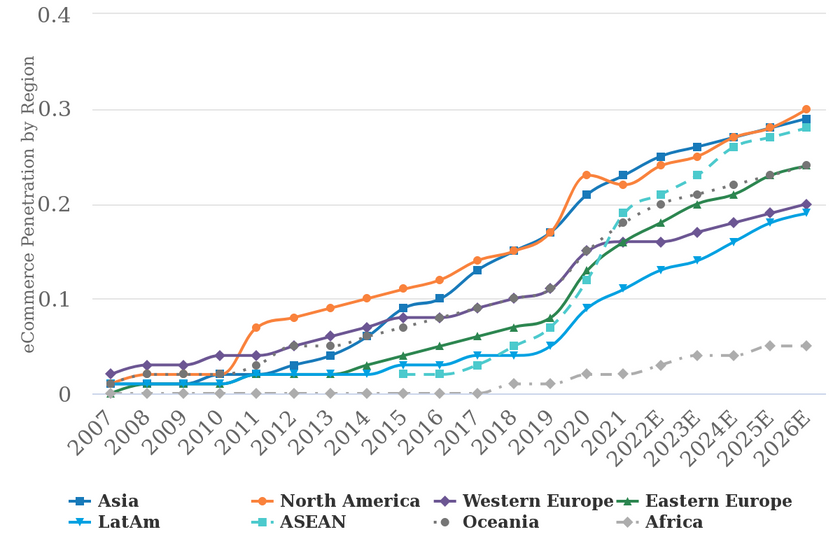 eCommerce Penetration by Region
0.4
0.3
0.2
0.1
0
2007 2008 2009 2010 2011 2012 2013 2014 2015 2016 2017 2018 2019 2020 2021 2022E 2023E 2024E 2025E 2026E
Asia North America Western Europe Eastern Europe
LatAm ASEAN Oceania Africa